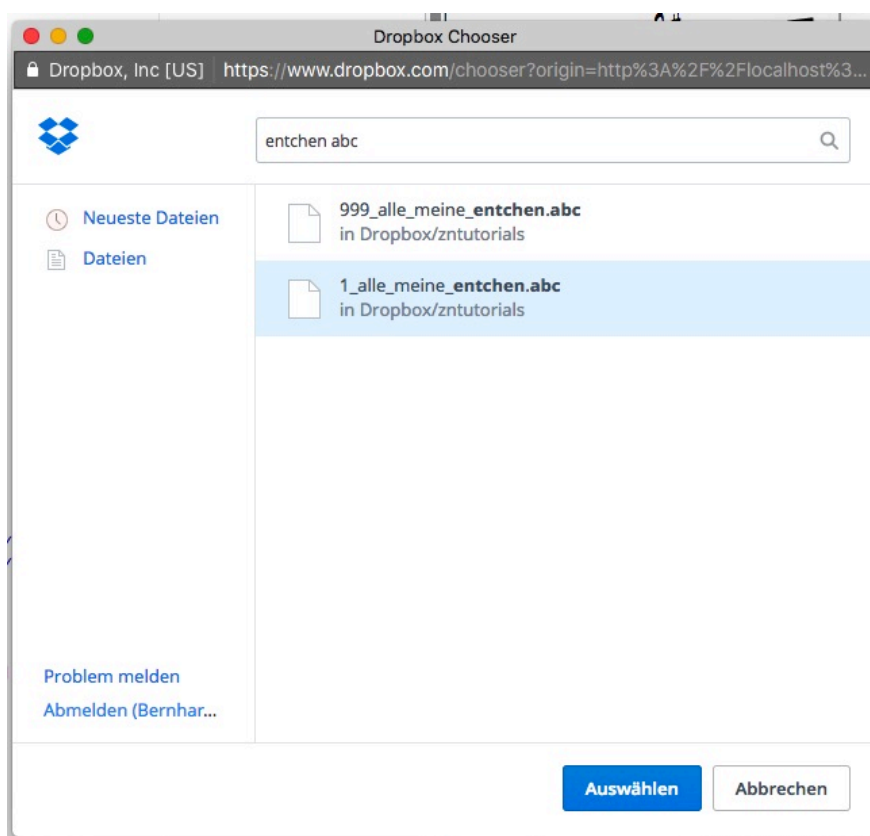 Dropbox Chooser
Dropbox, Inc [US] https://www.dropbox.com/chooser?origin=http%3A%2F%2Flocalhost%3...
entchen abc
Neueste Dateien
Dateien
999_alle_meine_entchen.abc
in Dropbox/zntutorials
1_alle_meine_entchen.abc
in Dropbox/zntutorials
Problem melden
Abmelden (Bernhar...
Auswählen
Abbrechen